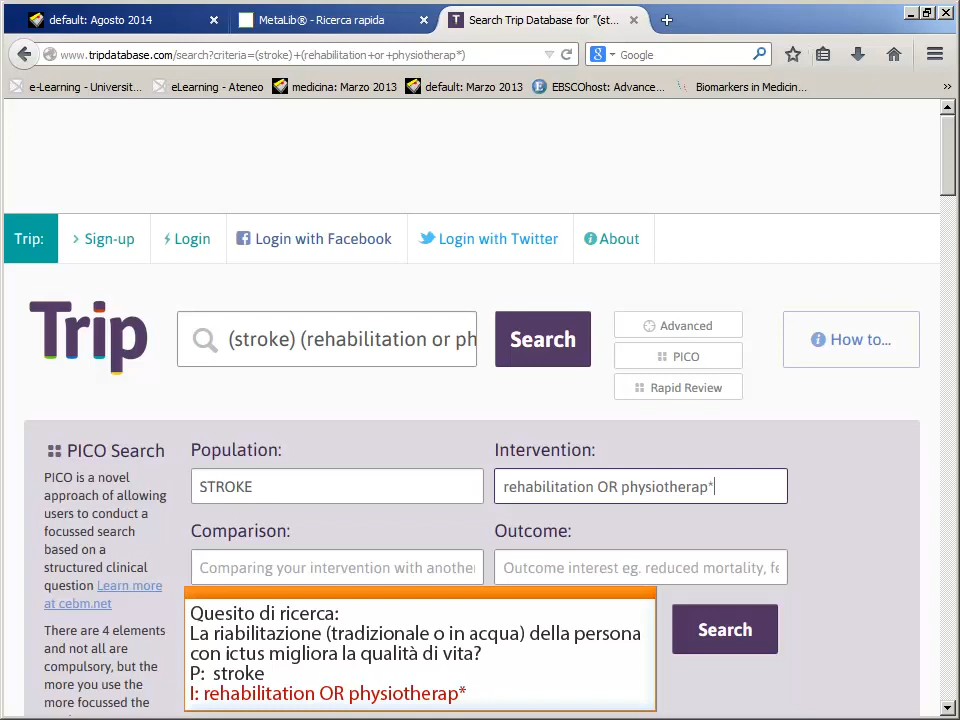 default: Agosto 2014
MetaLib® - Ricerca rapida
Search Trip Database for "(st...
www.tripdatabase.com/search?criteria=(stroke)+(rehabilitation+or+physiotherap*)
Google
e-Learning - Universit...
eLearning - Ateneo
medicina: Marzo 2013
default: Marzo 2013
EBSCOhost: Advance...
Biomarkers in Medicin...
Trip:
Sign-up
Login
Login with Facebook
Login with Twitter
About
Trip
(stroke) (rehabilitation or ph
Search
Advanced
PICO
Rapid Review
How to...
PICO Search
PICO is a novel
approach of allowing
users to conduct a
focussed search
based on a
structured clinical
question Learn more
at cebm.net
There are 4 elements
and not all are
compulsory, but the
more you use the
more focussed the
Population:
STROKE
Intervention:
rehabilitation OR physiotherap*
Comparison:
Comparing your intervention with another
Outcome:
Outcome interest eg. reduced mortality, fe
Search
Quesito di ricerca:
La riabilitazione (tradizionale o in acqua) della persona
con ictus migliora la qualità di vita?
P: stroke
I: rehabilitation OR physiotherap*